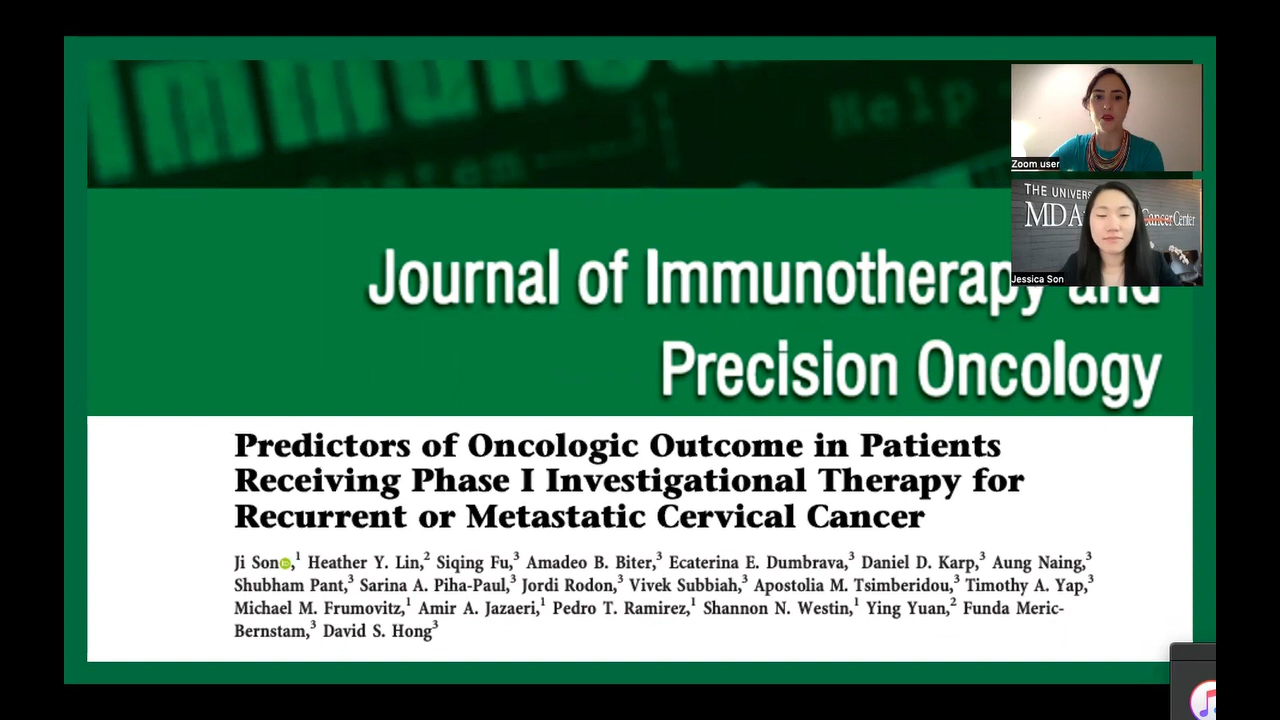 Immuno
Help
Zoom user
THE UNIVERS
MD A
Cancer Center
Jessica Son
Journal of Immunotherapy and
Precision Oncology
Predictors of Oncologic Outcome in Patients
Receiving Phase I Investigational Therapy for
Recurrent or Metastatic Cervical Cancer
Ji Son,1 Heather Y. Lin,2 Siqing Fu,3 Amadeo B. Biter,3 Ecaterina E. Dumbrava,3 Daniel D. Karp,3 Aung Naing,3
Shubham Pant,3 Sarina A. Piha-Paul,3 Jordi Rodon,3 Vivek Subbiah,3 Apostolia M. Tsimberidou,3 Timothy A. Yap,3
Michael M. Frumovitz,1 Amir A. Jazaeri,1 Pedro T. Ramirez,1 Shannon N. Westin,1 Ying Yuan,2 Funda Meric-
Bernstam,3 David S. Hong3